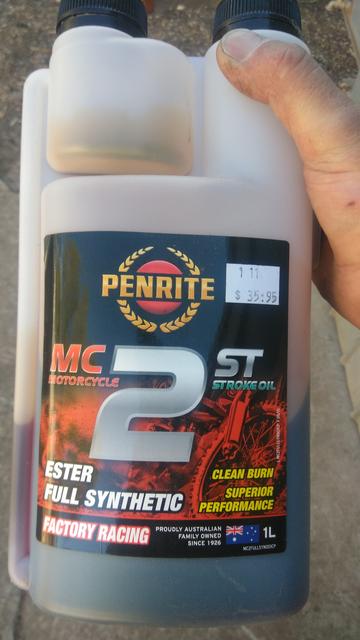 PENRITE
1 11
$ 35.95
MC
MOTORCYCLE
2
ST
STROKE OIL
ESTER
FULL SYNTHETIC
CLEAN BURN
SUPERIOR
PERFORMANCE
FACTORY RACING
PROUDLY AUSTRALIAN
FAMILY OWNED
SINCE 1926
1L